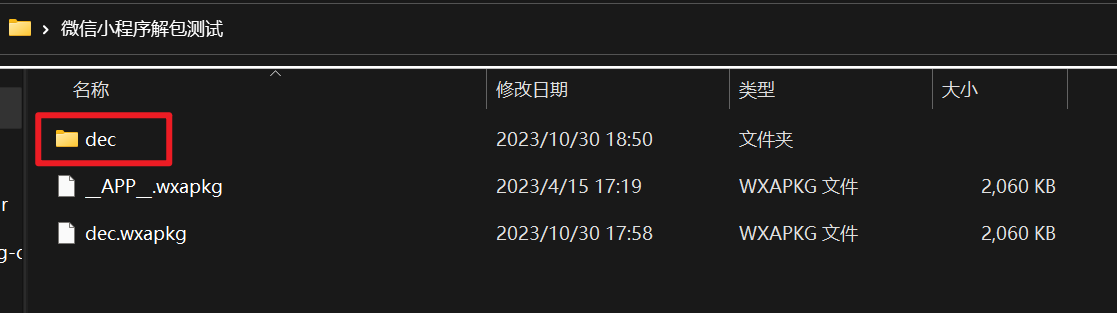 微信小程序解包测试
名称 修改日期 类型 大小
dec 2023/10/30 18:50 文件夹
__APP__.wxapkg 2023/4/15 17:19 WXAPKG 文件 2,060 KB
r
dec.wxapkg 2023/10/30 17:58 WXAPKG 文件 2,060 KB